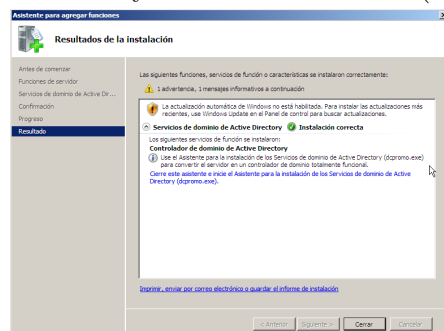 Asistente para agregar funciones
Resultados de la instalación
Antes de comenzar
Funciones de servidor
Servicios de dominio de Active Dir...
Confirmación
Progreso
Resultado
Las siguientes funciones, servicios de función o características se instalaron correctamente:
1 advertencia, 1 mensajes informativos a continuación
La actualización automática de Windows no está habilitada. Para instalar las actualizaciones más
recientes, use Windows Update en el Panel de control para buscar actualizaciones.
Servicios de dominio de Active Directory Instalación correcta
Los siguientes servicios de función se instalaron:
Controlador de dominio de Active Directory
Use el Asistente para la instalación de los Servicios de dominio de Active Directory (dcpromo.exe)
para convertir el servidor en un controlador de dominio totalmente funcional.
Cierre este asistente e inicie el Asistente para la instalación de los Servicios de dominio de Active
Directory (dcpromo.exe).
Imprimir, enviar por correo electrónico o guardar el informe de instalación
< Anterior Siguiente > Cerrar Cancelar